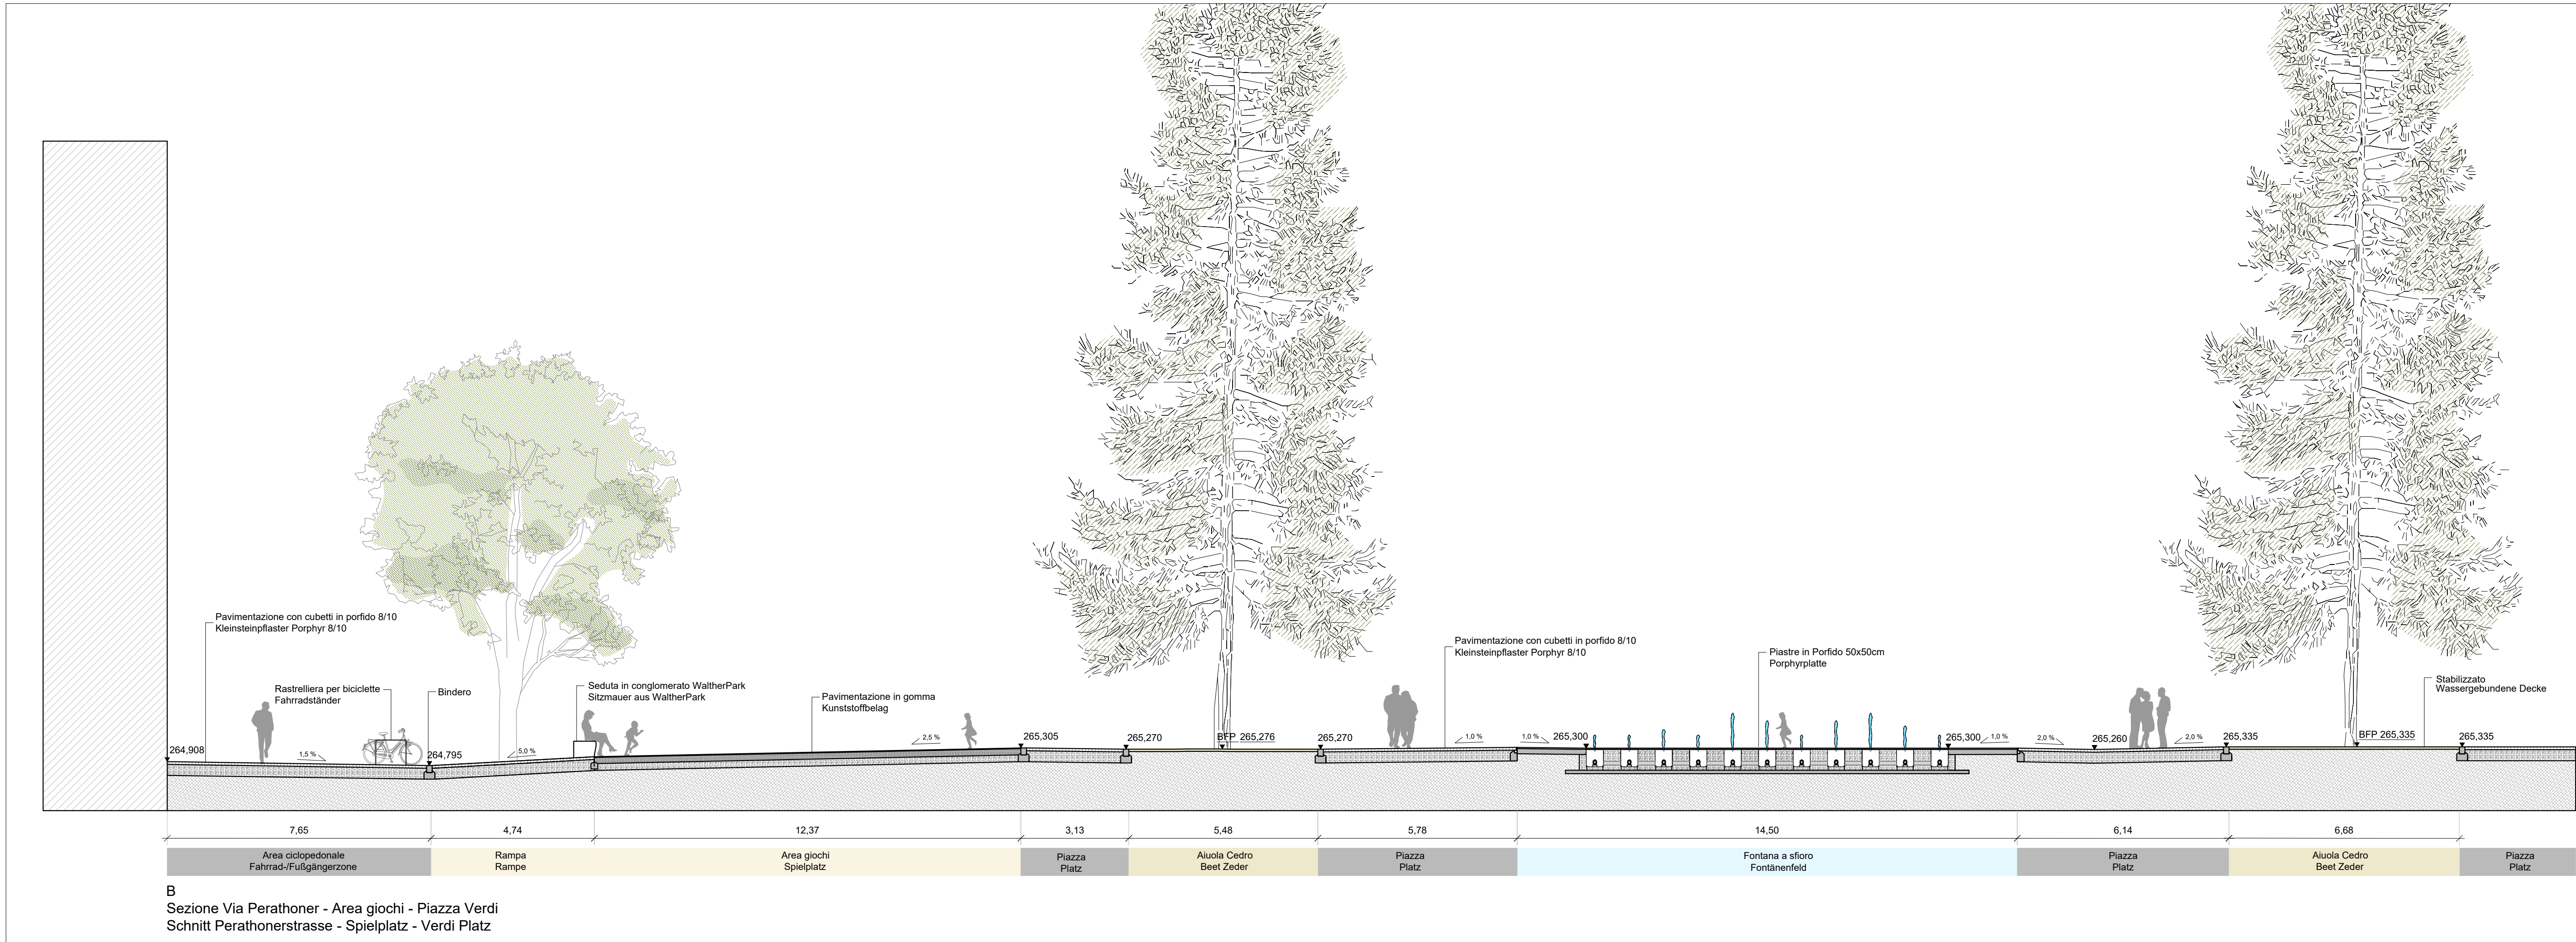 Pavimentazione con cubetti in porfido 8/10
Kleinsteinpflaster Porphyr 8/10
Rastrelliera per biciclette
Fahrradständer
Bindero
Seduta in conglomerato WaltherPark
Sitzmauer aus WaltherPark
Pavimentazione in gomma
Kunststoffbelag
Pavimentazione con cubetti in porfido 8/10
Kleinsteinpflaster Porphyr 8/10
Piastre in Porfido 50x50cm
Porphyrplatte
Stabilizzato
Wassergebundene Decke
264,908
1,5 %
264,795
5,0 %
2,5 %
265,305
265,270
BFP 265,276
265,270
1,0 %
1,0 %
265,300
265,300
1,0 %
2,0 %
265,260
2,0 %
265,335
BFP 265,335
265,335
7,65
4,74
12,37
3,13
5,48
5,78
14,50
6,14
6,68
Area ciclopedonale
Fahrrad-/Fußgängerzone
Rampa
Rampe
Area giochi
Spielplatz
Piazza
Platz
Aiuola Cedro
Beet Zeder
Piazza
Platz
Fontana a sfioro
Fontänenfeld
Piazza
Platz
Aiuola Cedro
Beet Zeder
Piazza
Platz
B
Sezione Via Perathoner - Area giochi - Piazza Verdi
Schnitt Perathonerstrasse - Spielplatz - Verdi Platz